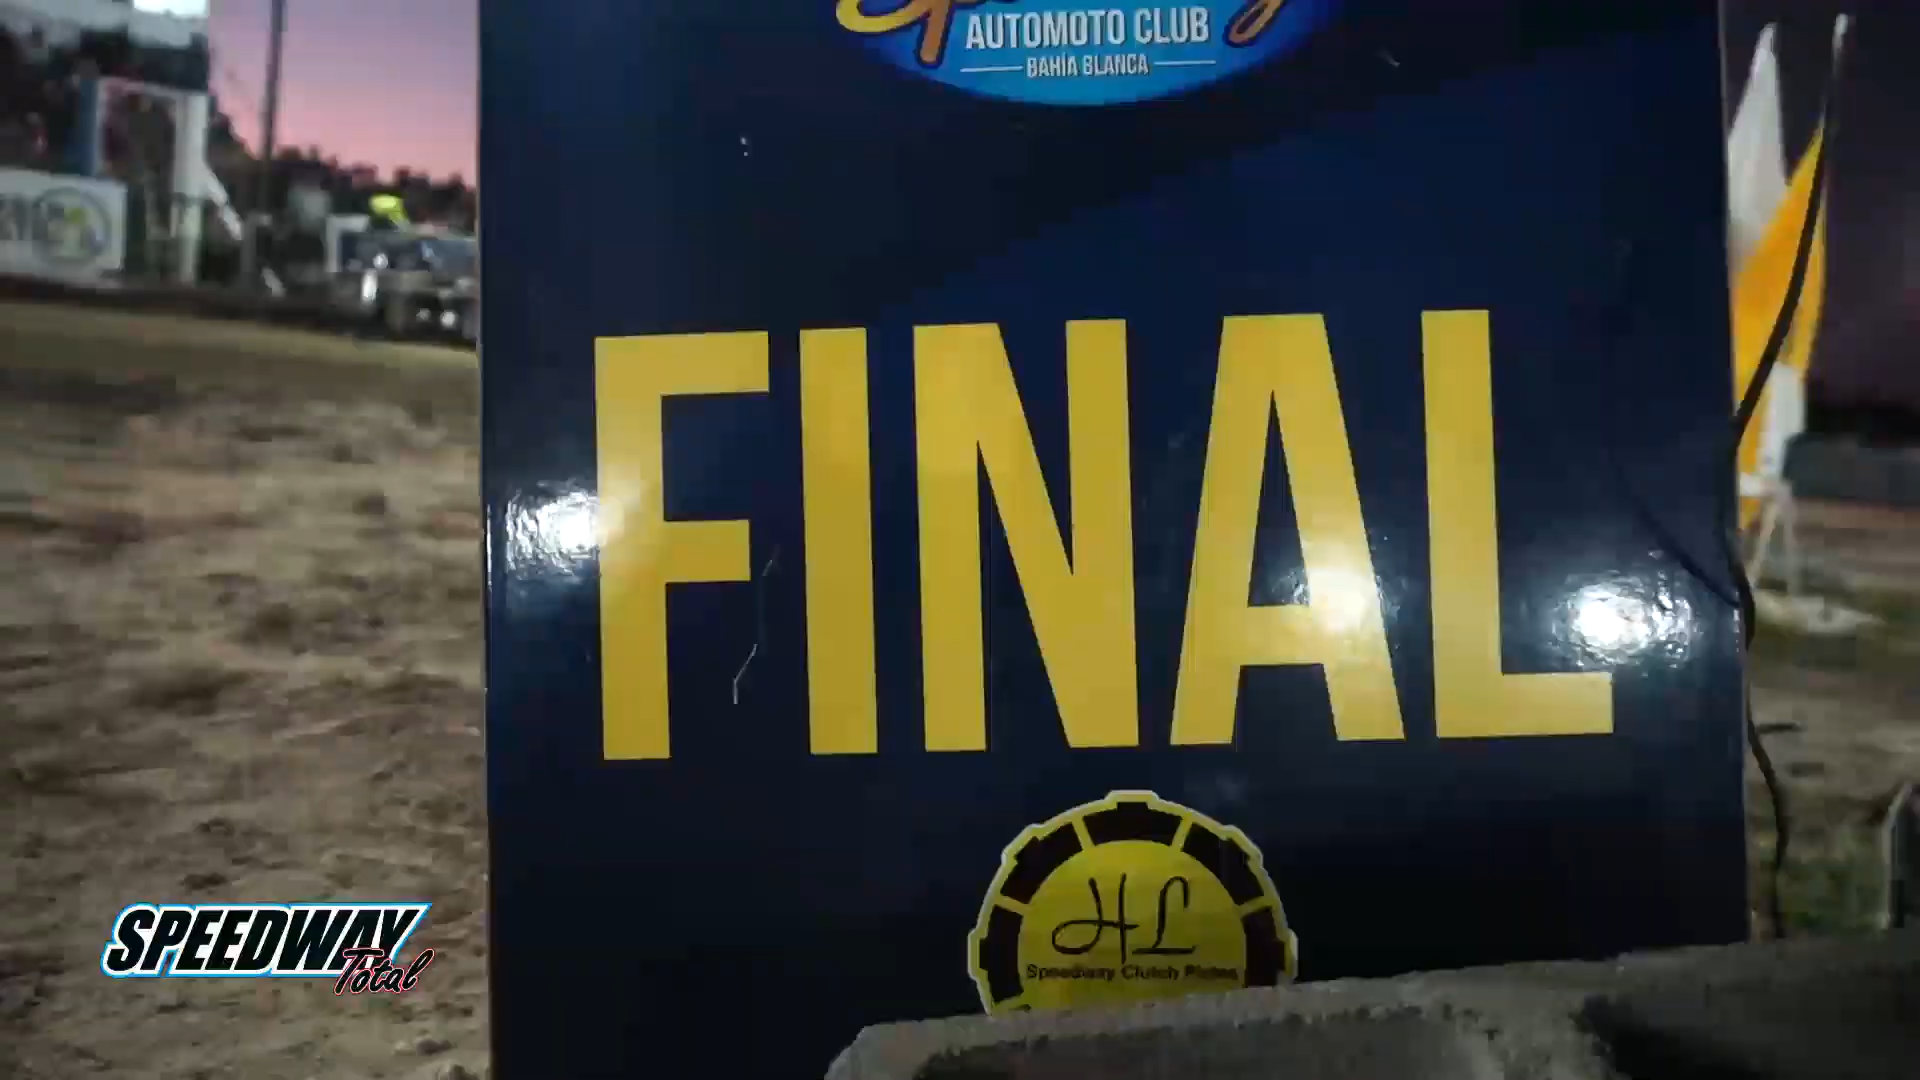 AUTOMOTO CLUB
BAHÍA BLANCA
FINAL
HL
Speedway Clutch Plates
SPEEDWAY
Total